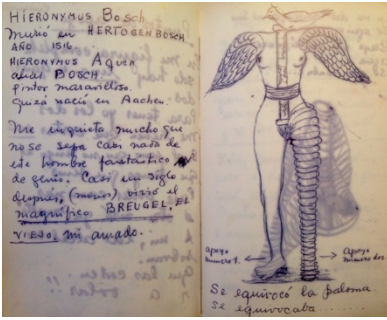 HIERONYMUS BOSCH
Murió en HERTOGENBOSCH
AÑO 1516.
HIERONYMUS AQUEN
alias BOSCH.
pintor maravilloso.
Quizá nació en Aachen.
Me inquieta mucho que
no se sepa casi nada de
este hombre fantástico
de genio. Casi un siglo
despues, (menos) vivió el
magnífico BREUGEL, EL
VIEJO, mi amado.
Apoyo
número 1.
Apoyo
número dos
Se equivocó la paloma.
Se equivocaba